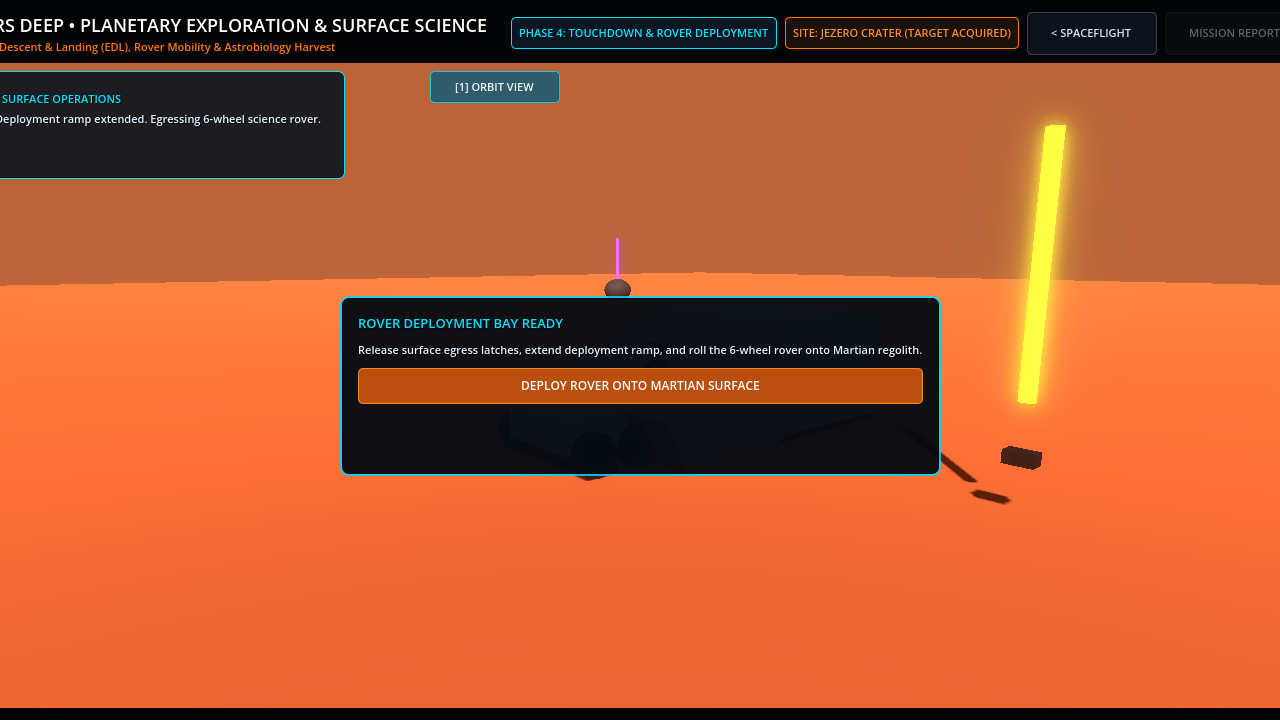 RS DEEP • PLANETARY EXPLORATION & SURFACE SCIENCE
Descent & Landing (EDL), Rover Mobility & Astrobiology Harvest
PHASE 4: TOUCHDOWN & ROVER DEPLOYMENT
SITE: JEZERO CRATER (TARGET ACQUIRED)
< SPACEFLIGHT
MISSION REPORT
SURFACE OPERATIONS
Deployment ramp extended. Egressing 6-wheel science rover.
[1] ORBIT VIEW
ROVER DEPLOYMENT BAY READY
Release surface egress latches, extend deployment ramp, and roll the 6-wheel rover onto Martian regolith.
DEPLOY ROVER ONTO MARTIAN SURFACE